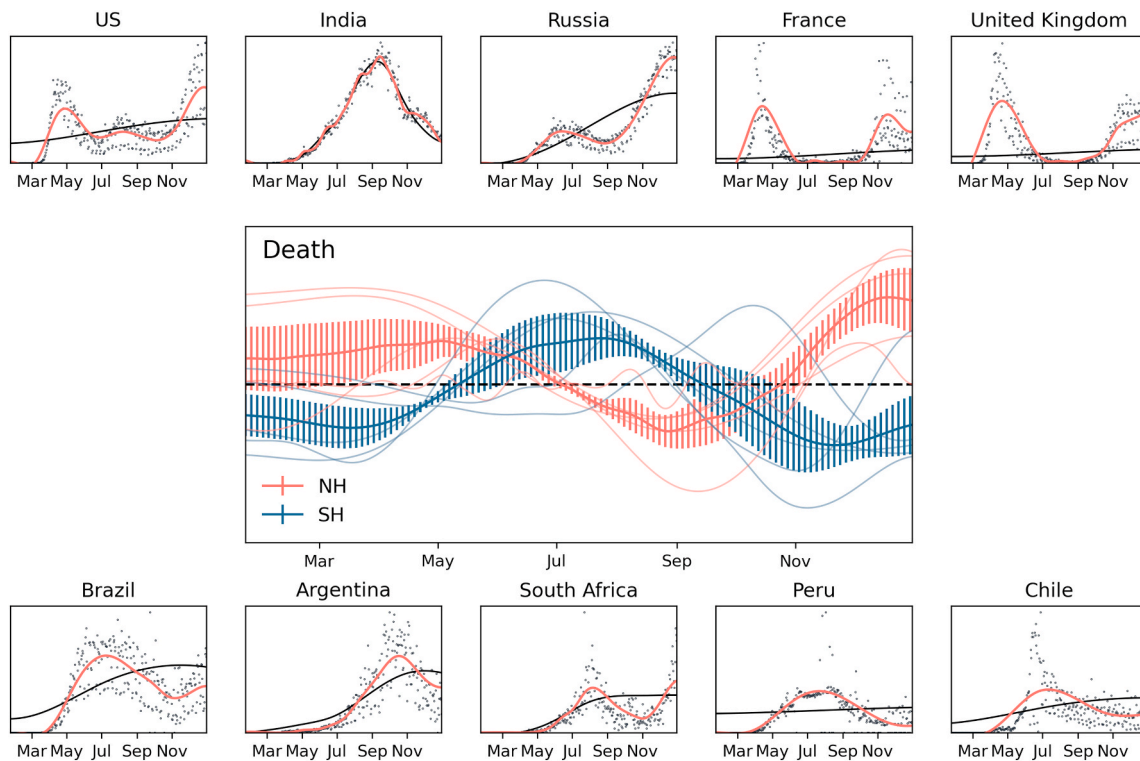 US India Russia France United Kingdom
Mar May Jul Sep Nov Mar May Jul Sep Nov Mar May Jul Sep Nov Mar May Jul Sep Nov Mar May Jul Sep Nov
Death
NH
SH
Mar May Jul Sep Nov
Brazil Argentina South Africa Peru Chile
Mar May Jul Sep Nov Mar May Jul Sep Nov Mar May Jul Sep Nov Mar May Jul Sep Nov Mar May Jul Sep Nov